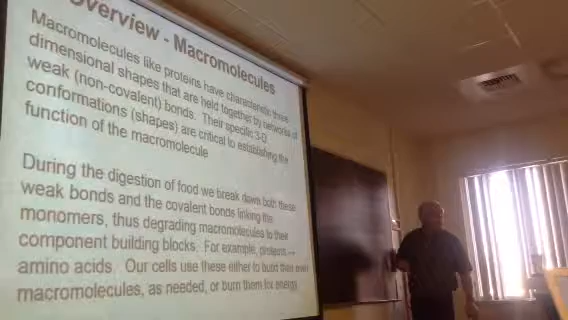 Overview - Macromolecules
Macromolecules like proteins have characteristic three
dimensional shapes that are held together by networks of
weak (non-covalent) bonds. Their specific 3-D
conformations (shapes) are critical to establishing the
function of the macromolecule
During the digestion of food we break down both these
weak bonds and the covalent bonds linking the
monomers, thus degrading macromolecules to their
component building blocks. For example, proteins →
amino acids. Our cells use these either to build their own
macromolecules, as needed, or burn them for energy